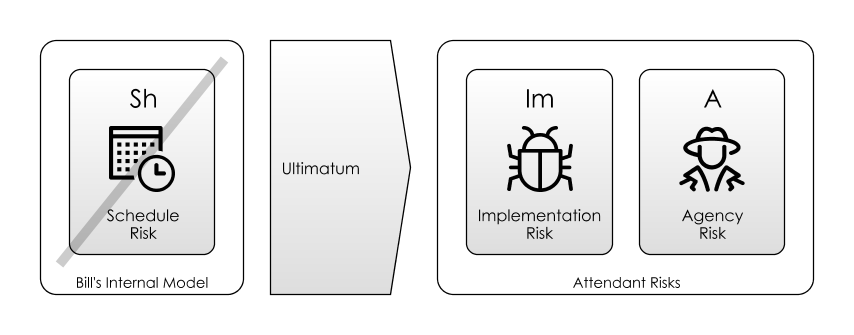 Sh
Schedule
Risk
Bill's Internal Model
Ultimatum
Im
Implementation
Risk
A
Agency
Risk
Attendant Risks